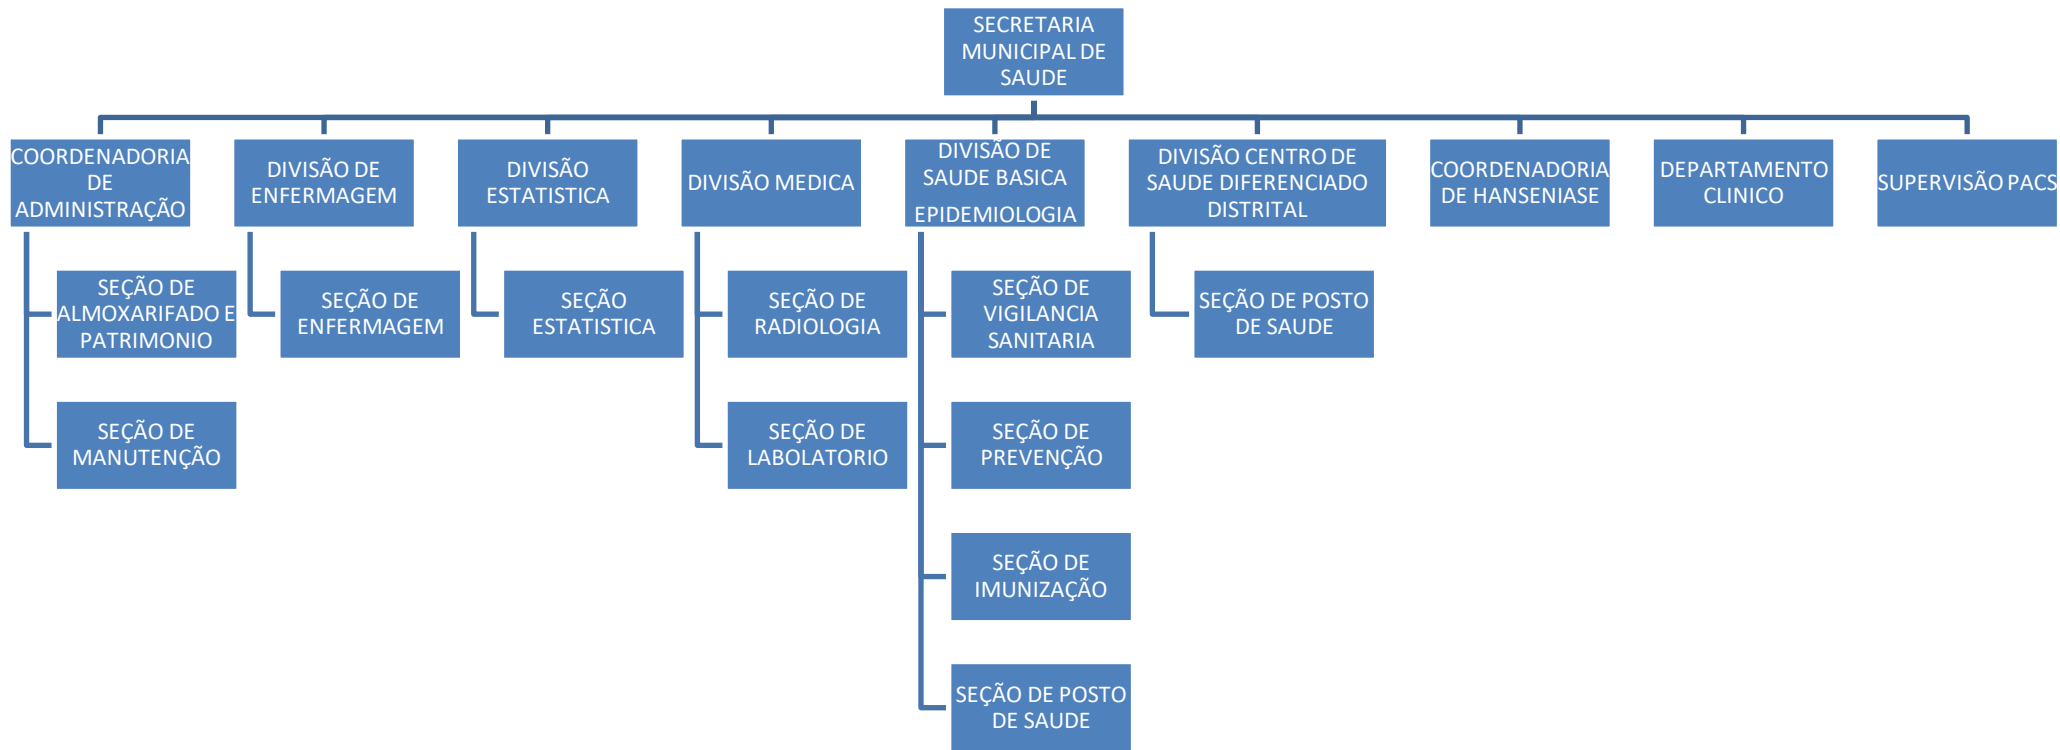 SECRETARIA
MUNICIPAL DE
SAUDE
COORDENADORIA
DE
ADMINISTRAÇÃO
DIVISÃO DE
ENFERMAGEM
DIVISÃO
ESTATISTICA
DIVISÃO MEDICA
DIVISÃO DE
SAUDE BASICA
EPIDEMIOLOGIA
DIVISÃO CENTRO DE
SAUDE DIFERENCIADO
DISTRITAL
COORDENADORIA
DE HANSENIASE
DEPARTAMENTO
CLINICO
SUPERVISÃO PACS
SEÇÃO DE
ALMOXARIFADO E
PATRIMONIO
SEÇÃO DE
ENFERMAGEM
SEÇÃO
ESTATISTICA
SEÇÃO DE
RADIOLOGIA
SEÇÃO DE
VIGILANCIA
SANITARIA
SEÇÃO DE POSTO
DE SAUDE
SEÇÃO DE
MANUTENÇÃO
SEÇÃO DE
LABOLATORIO
SEÇÃO DE
PREVENÇÃO
SEÇÃO DE
IMUNIZAÇÃO
SEÇÃO DE POSTO
DE SAUDE